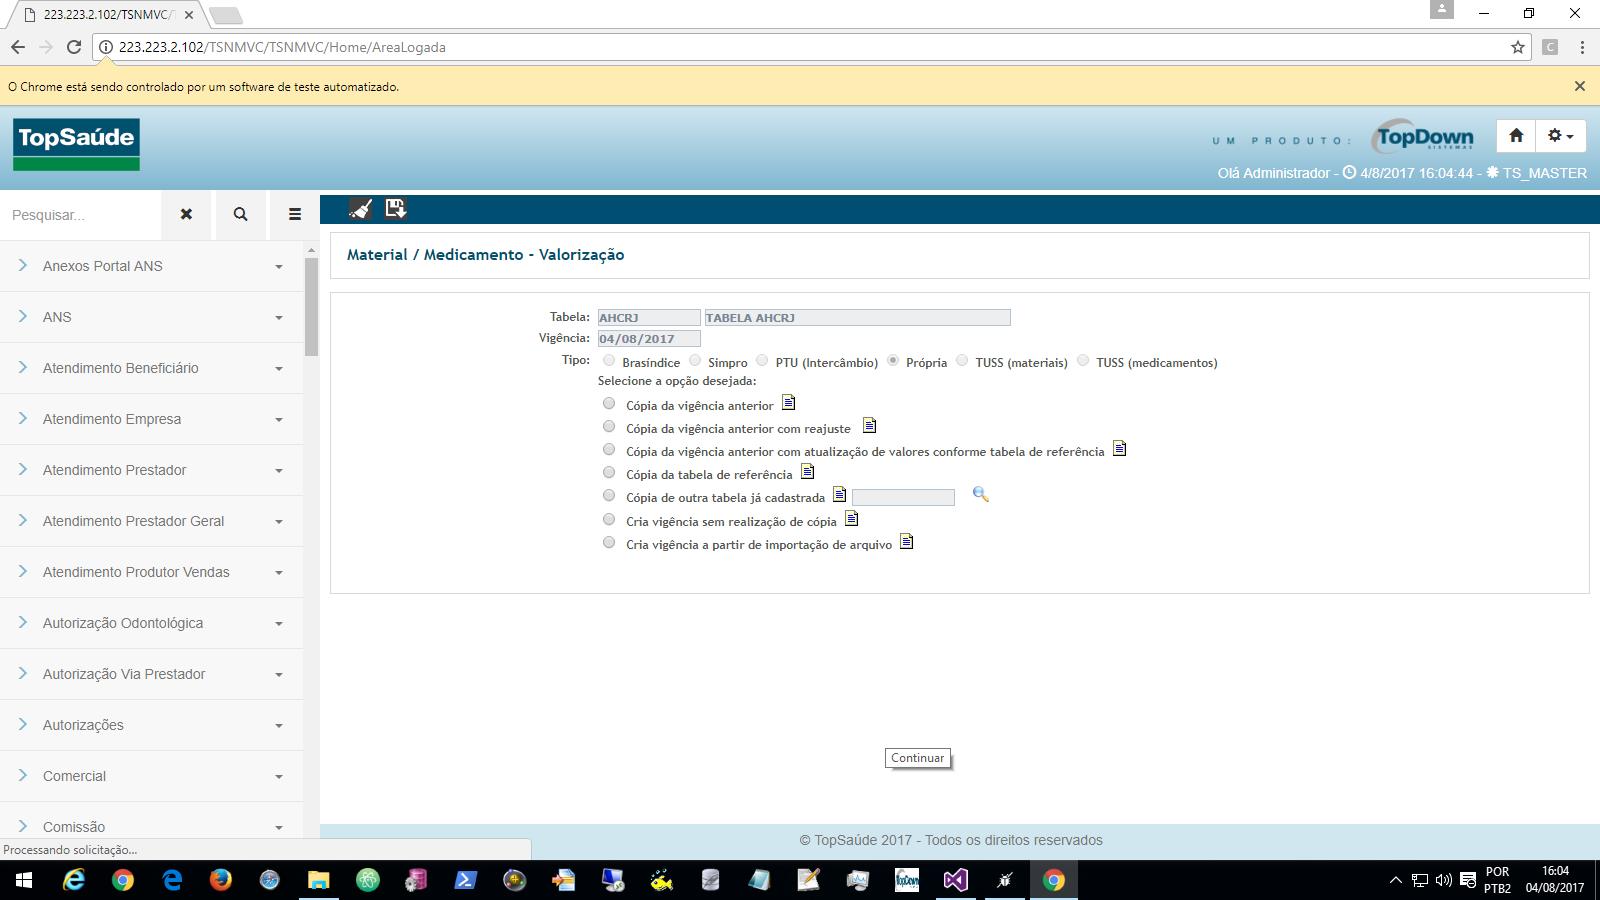 223.223.2.102/TSNMVC/T
223.223.2.102/TSNMVC/TSNMVC/Home/AreaLogada
C
O Chrome está sendo controlado por um software de teste automatizado.
TopSaúde
UM PRODUTO:
TopDown
SISTEMAS
Olá Administrador - 4/8/2017 16:04:44 - TS_MASTER
Pesquisar...
Material / Medicamento - Valorização
Anexos Portal ANS
ANS
Atendimento Beneficiário
Atendimento Empresa
Atendimento Prestador
Atendimento Prestador Geral
Atendimento Produtor Vendas
Autorização Odontológica
Autorização Via Prestador
Autorizações
Comercial
Comissão
Tabela: AHCRJ TABELA AHCRJ
Vigência: 04/08/2017
Tipo: Brasíndice Simpro PTU (Intercâmbio) Própria TUSS (materiais) TUSS (medicamentos)
Selecione a opção desejada:
Cópia da vigência anterior
Cópia da vigência anterior com reajuste
Cópia da vigência anterior com atualização de valores conforme tabela de referência
Cópia da tabela de referência
Cópia de outra tabela já cadastrada
Cria vigência sem realização de cópia
Cria vigência a partir de importação de arquivo
Continuar
© TopSaúde 2017 - Todos os direitos reservados
Processando solicitação...
TopDown
POR
PTB2
16:04
04/08/2017